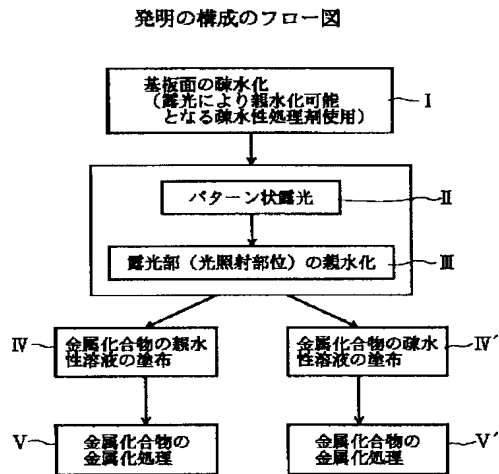 発明の構成のフロー図
基板面の疎水化
(露光により親水化可能
となる疎水性処理剤使用)
I
パターン状露光
II
露光部(光照射部位)の親水化
III
IV
金属化合物の親水
性溶液の塗布
金属化合物の疎水
性溶液の塗布
IV´
V
金属化合物の
金属化処理
金属化合物の
金属化処理
V´